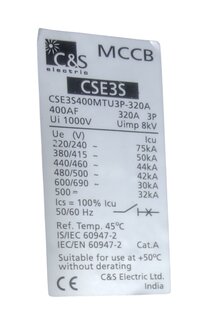 C&S
electric
MCCB
CSE3S
CSE3S400MTU3P-320A
400AF 320A 3P
Ui 1000V Uimp 8kV
Ue (V) Icu
220/240 – 75kA
380/415 – 50kA
440/460 – 44kA
480/500 – 42kA
600/690 – 30kA
500= – 32kA
Ics = 100% Icu
50/60 Hz
Ref. Temp. 45°C
IS/IEC 60947-2
IEC/EN 60947-2 Cat.A
Suitable for use at +50°C
without derating
C&S Electric Ltd.
CE India